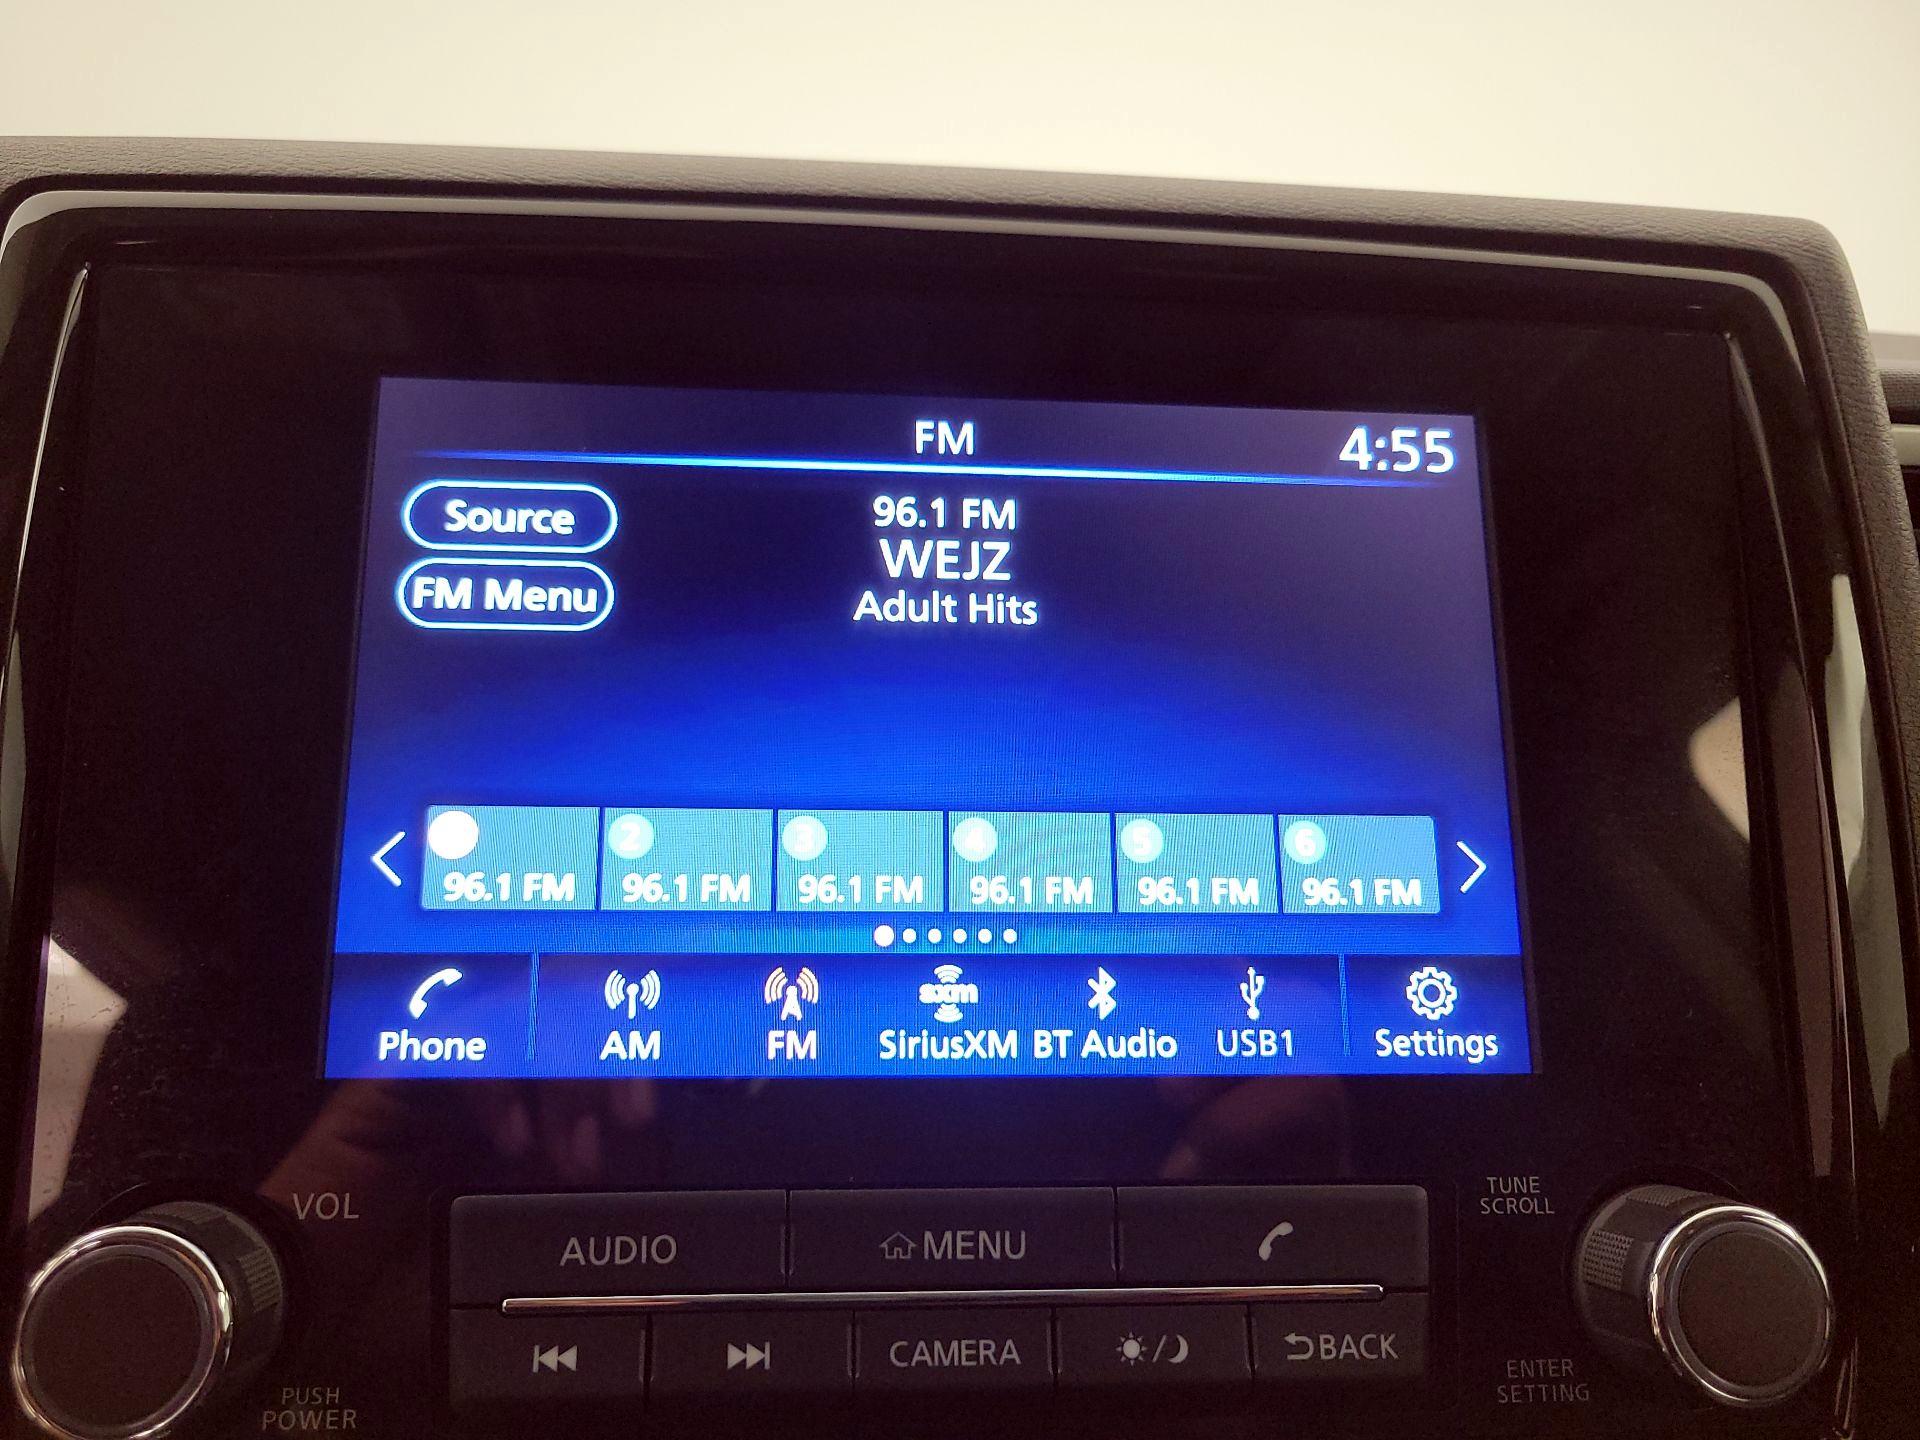 FM 4:55
Source
96.1 FM
WEJZ
FM Menu
Adult Hits
2 3 4 5 6
96.1 FM 96.1 FM 96.1 FM 96.1 FM 96.1 FM 96.1 FM
sxm
Phone AM FM SiriusXM BT Audio USB1 Settings
VOL
TUNE
SCROLL
AUDIO MENU
CAMERA BACK
PUSH
POWER
ENTER
SETTING